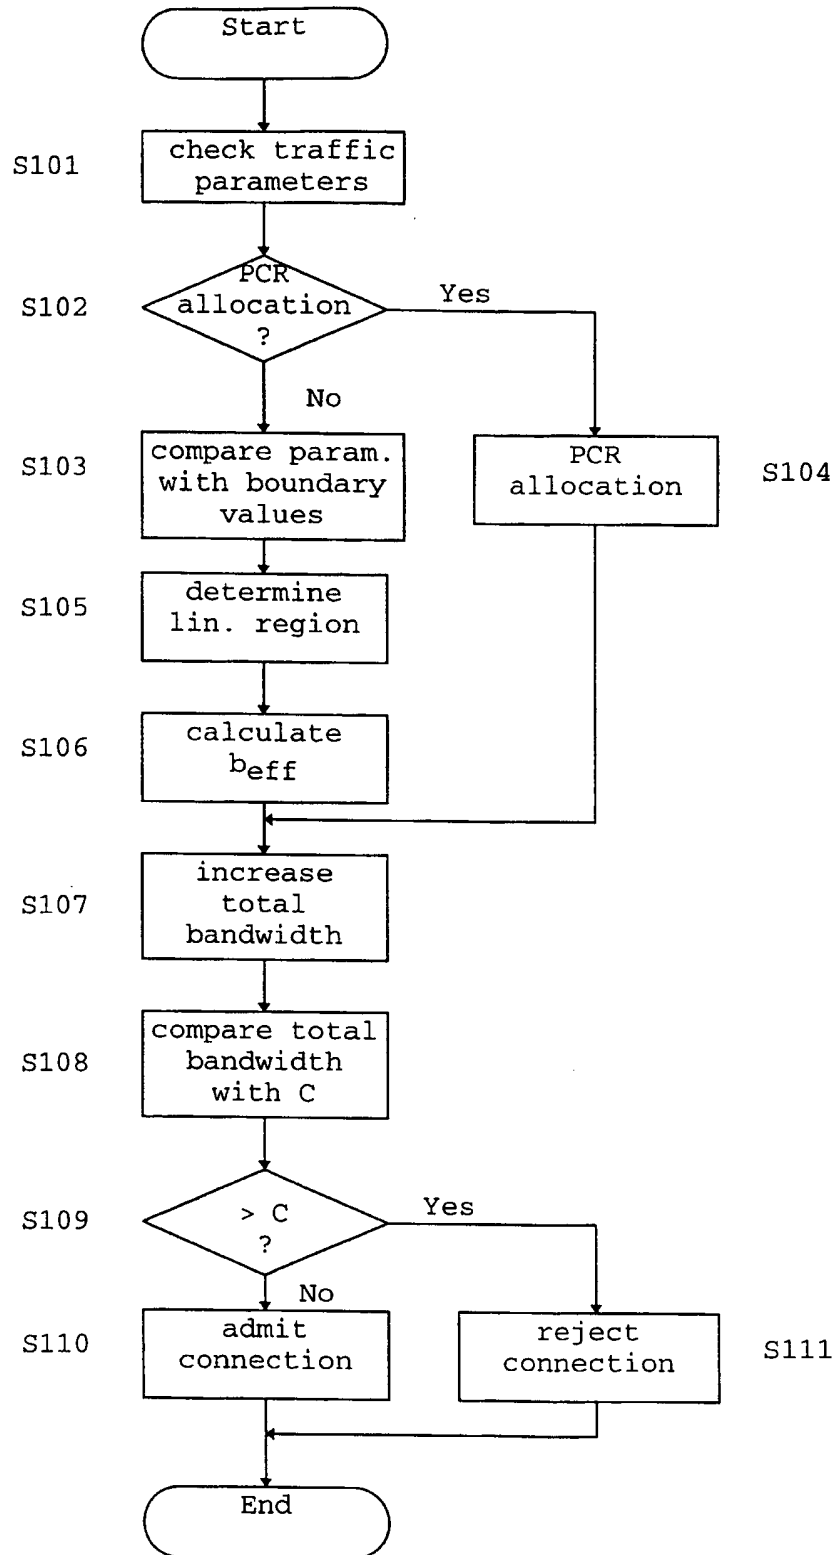 Start
S101
check traffic
parameters
S102
PCR
allocation
?
Yes
No
S103
compare param.
with boundary
values
PCR
allocation
S104
S105
determine
lin. region
S106
calculate
beff
S107
increase
total
bandwidth
S108
compare total
bandwidth
with C
S109
> C
?
Yes
No
S110
admit
connection
reject
connection
S111
End